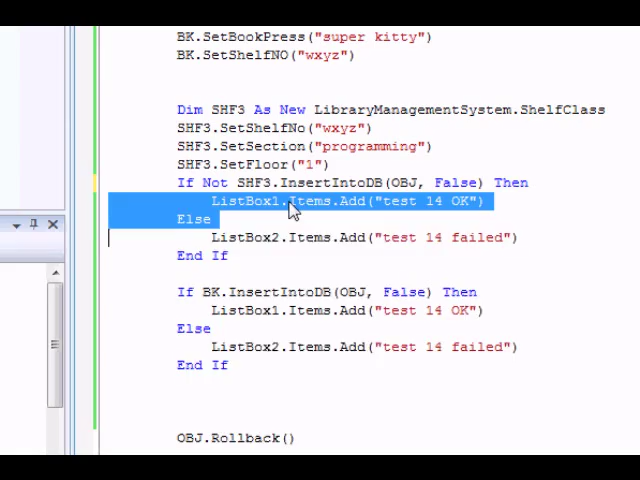 BK.SetBookPress("super kitty")
BK.SetShelfNO("wxyz")
Dim SHF3 As New LibraryManagementSystem.ShelfClass
SHF3.SetShelfNo("wxyz")
SHF3.SetSection("programming")
SHF3.SetFloor("1")
If Not SHF3.InsertIntoDB(OBJ, False) Then
ListBox1.Items.Add("test 14 OK")
Else
ListBox2.Items.Add("test 14 failed")
End If
If BK.InsertIntoDB(OBJ, False) Then
ListBox1.Items.Add("test 14 OK")
Else
ListBox2.Items.Add("test 14 failed")
End If
OBJ.Rollback()